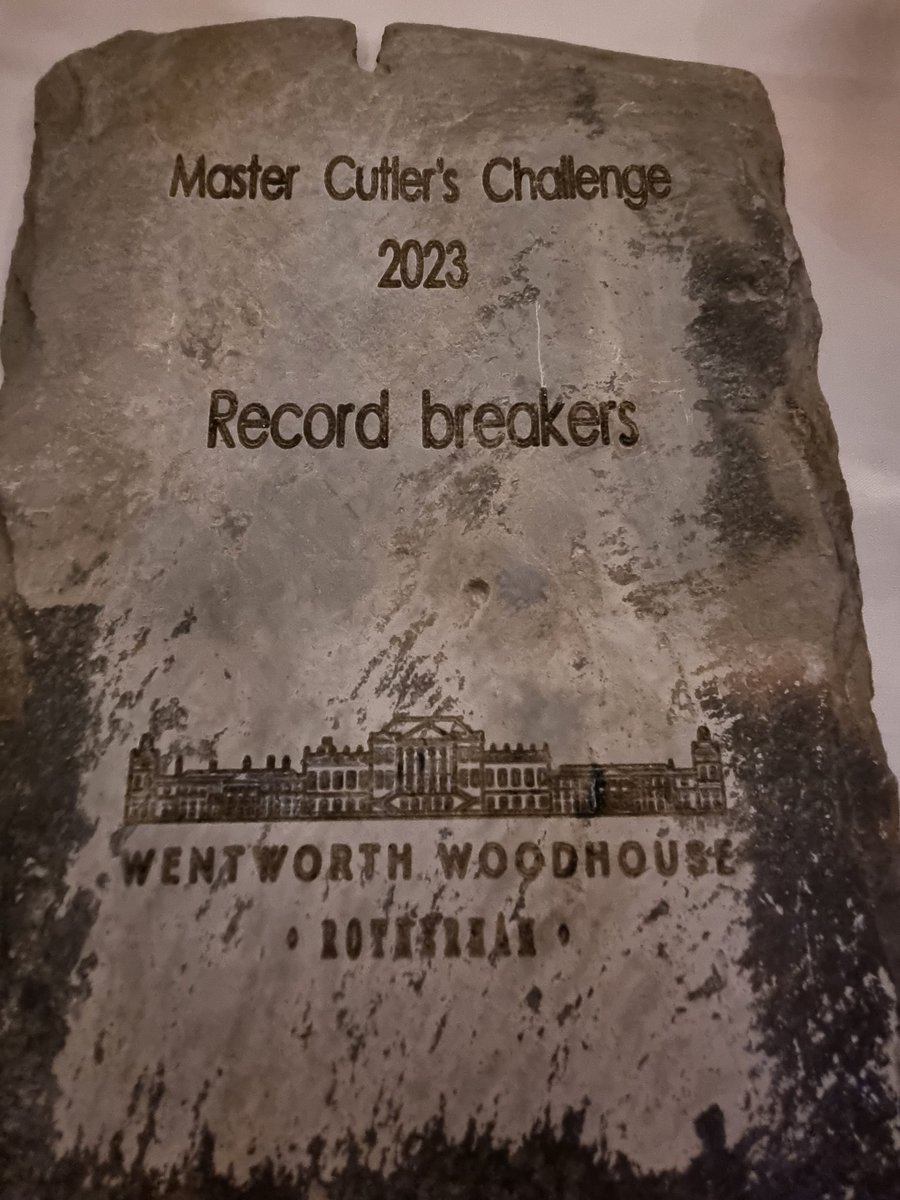 Master Cutler's Challenge
2023
Record breakers
WENTWORTH WOODHOUSE
• ROTHERHAM •